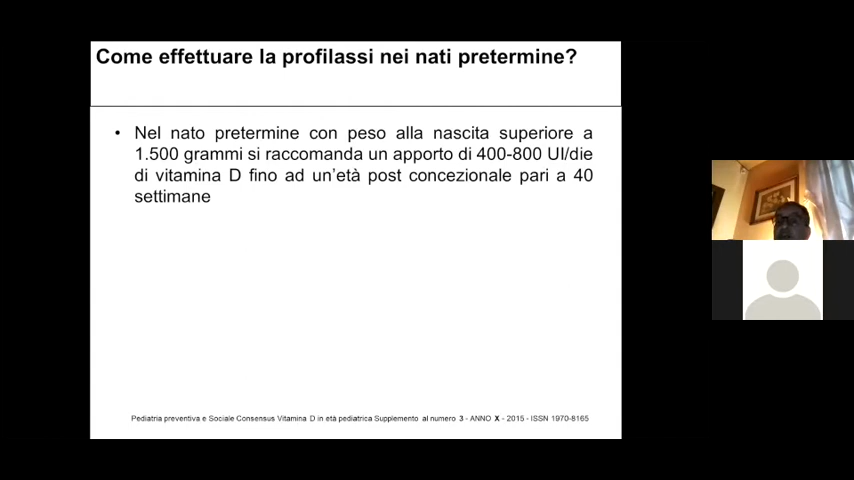 Come effettuare la profilassi nei nati pretermine?
• Nel nato pretermine con peso alla nascita superiore a
1.500 grammi si raccomanda un apporto di 400-800 UI/die
di vitamina D fino ad un’età post concezionale pari a 40
settimane
Pediatria preventiva e Sociale Consensus Vitamina D in età pediatrica Supplemento al numero 3 - ANNO X - 2015 - ISSN 1970-8165